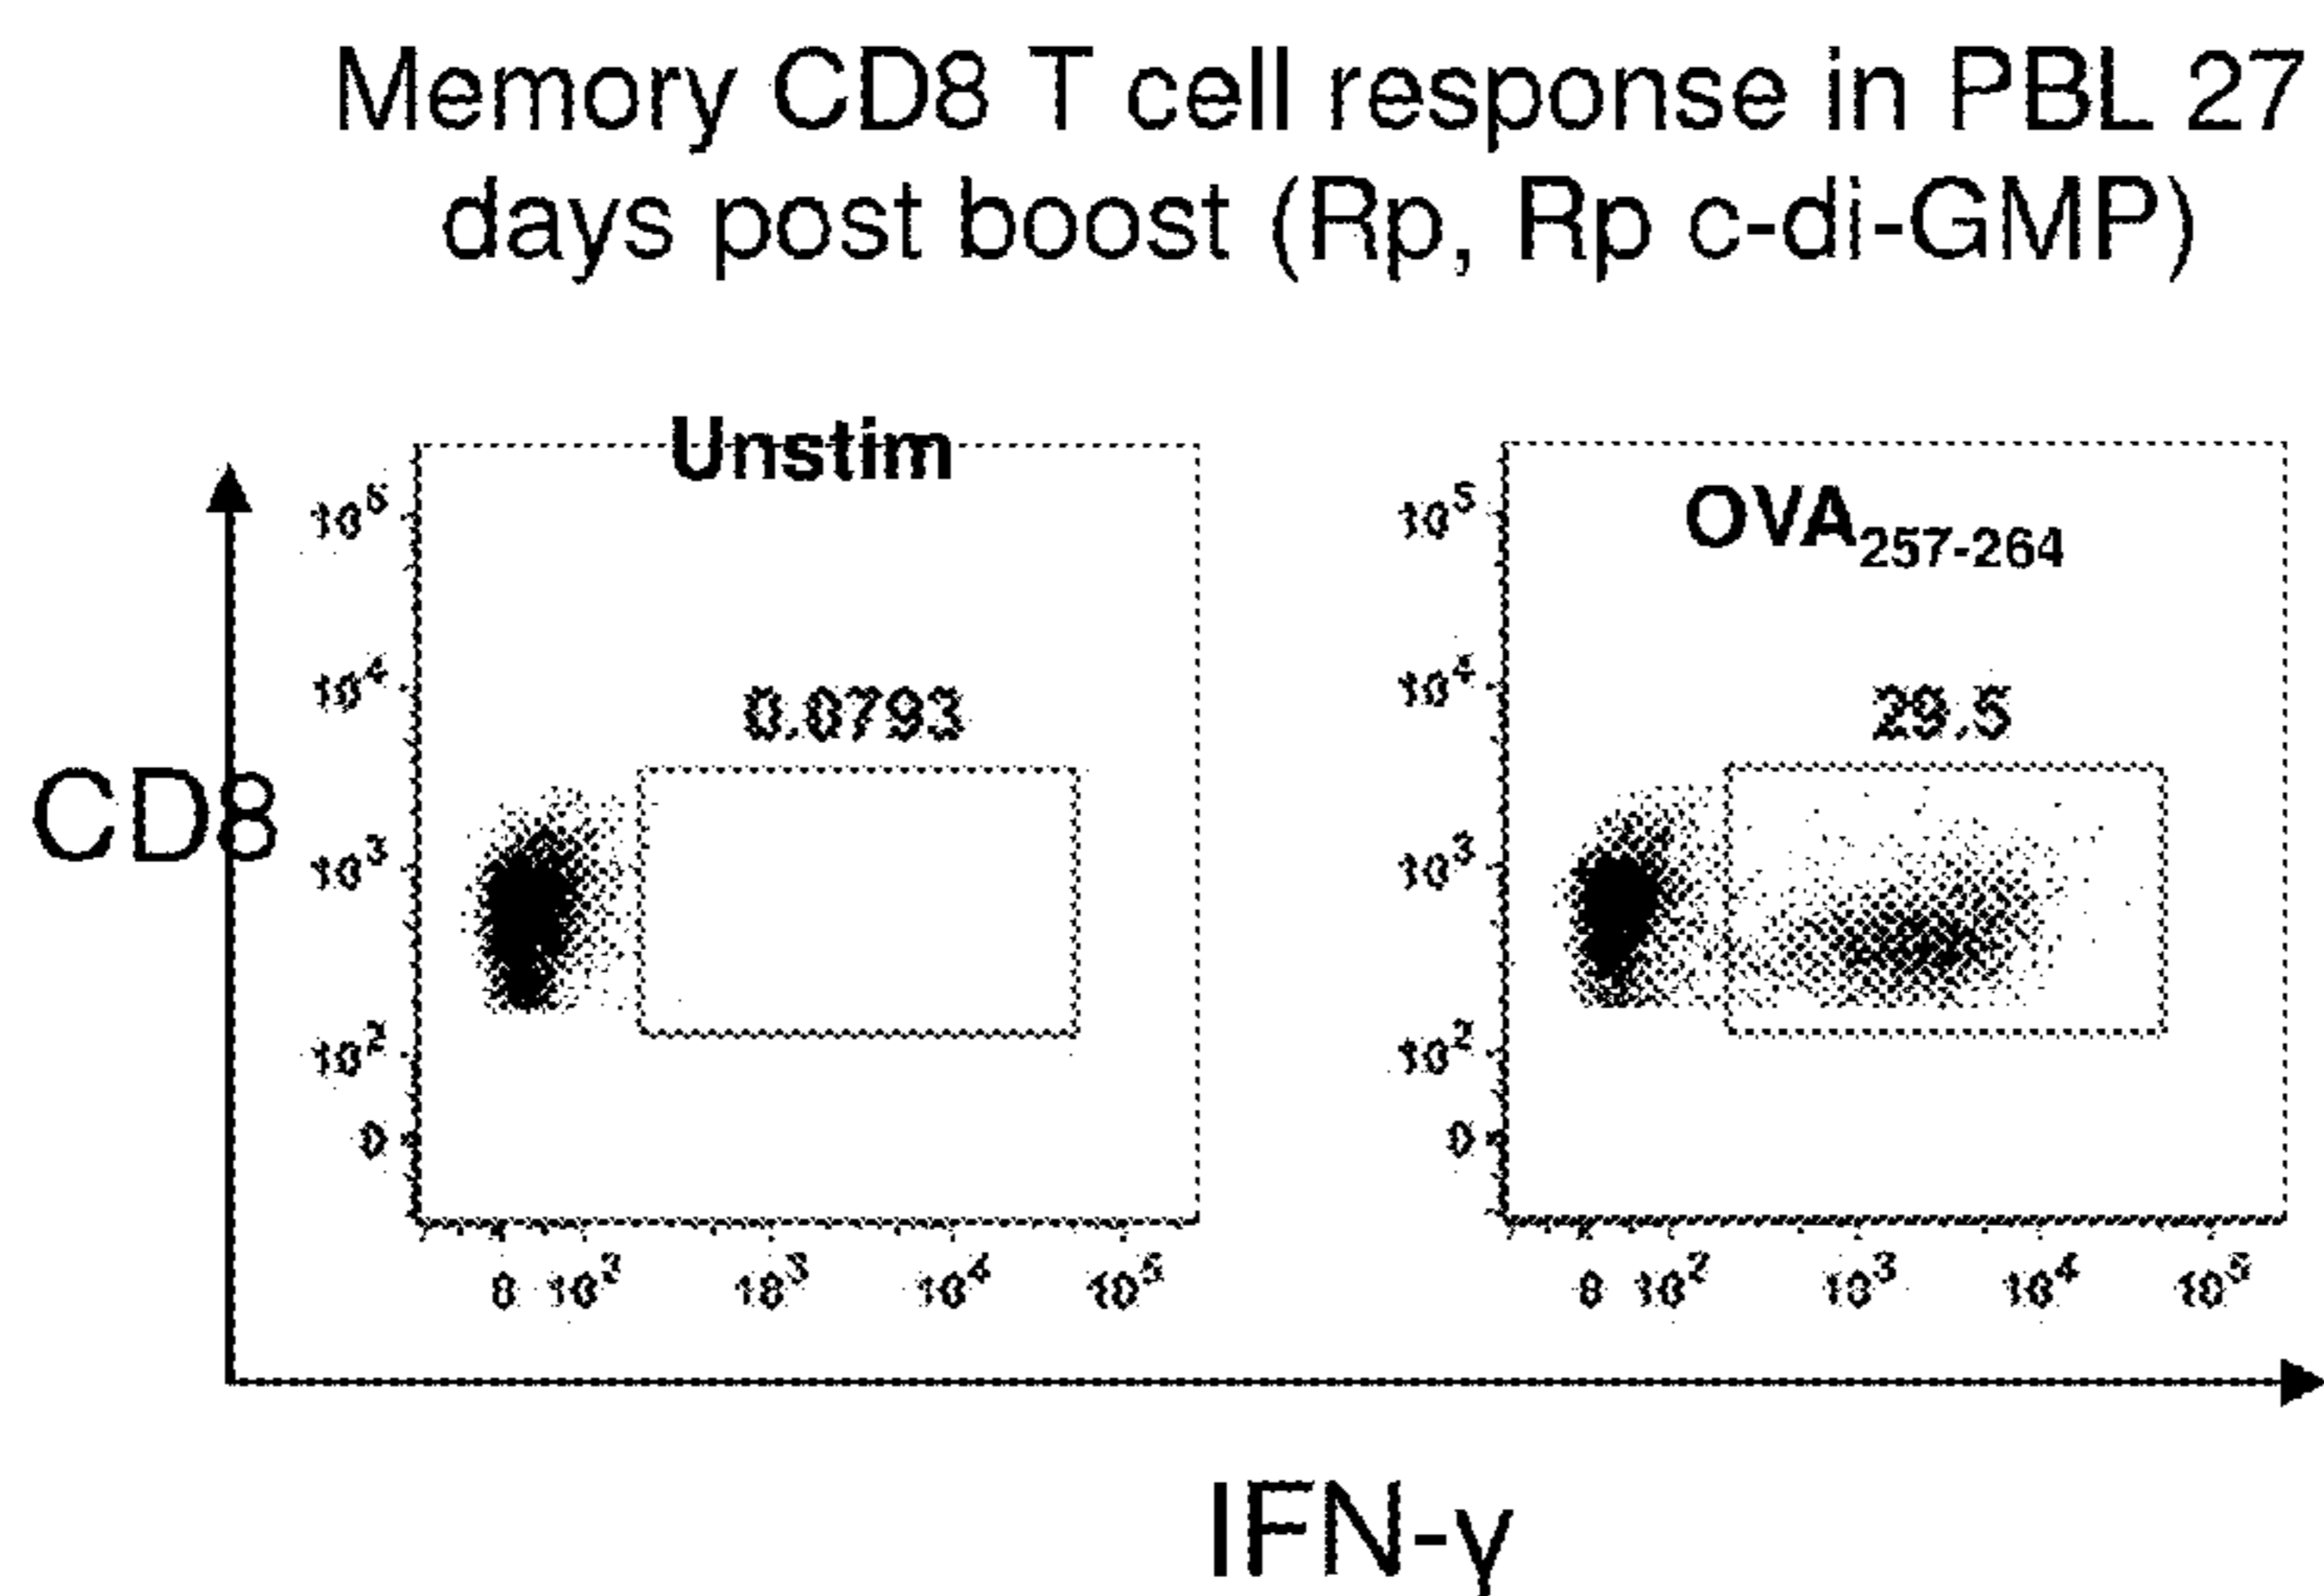 Memory CD8 T cell response in PBL 27
days post boost (Rp, Rp c-di-GMP)
Unstim
OVA257-264
10^5
10^4
10^3
10^2
0
0.0793
10^5
10^4
10^3
10^2
0
29.5
CD8
0 10^2 10^3 10^4 10^5
0 10^2 10^3 10^4 10^5
IFN-γ